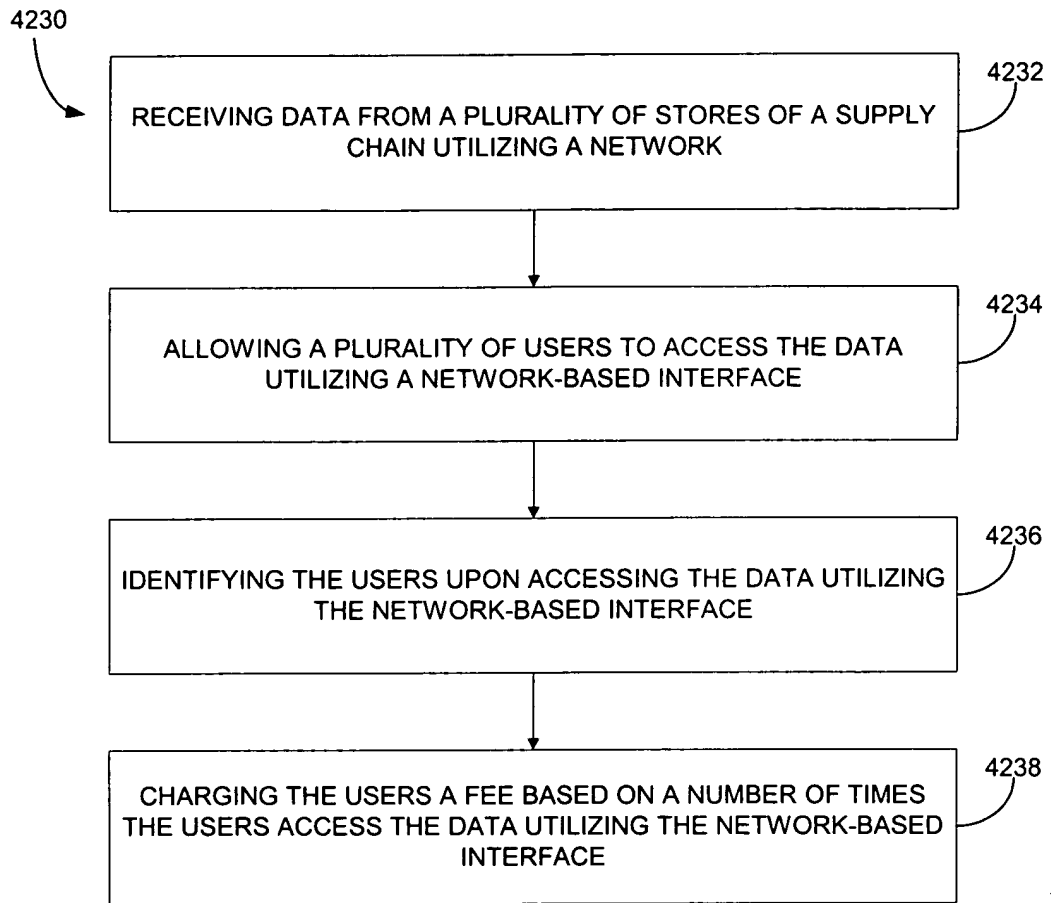 4230
4232
RECEIVING DATA FROM A PLURALITY OF STORES OF A SUPPLY
CHAIN UTILIZING A NETWORK
4234
ALLOWING A PLURALITY OF USERS TO ACCESS THE DATA
UTILIZING A NETWORK-BASED INTERFACE
4236
IDENTIFYING THE USERS UPON ACCESSING THE DATA UTILIZING
THE NETWORK-BASED INTERFACE
4238
CHARGING THE USERS A FEE BASED ON A NUMBER OF TIMES
THE USERS ACCESS THE DATA UTILIZING THE NETWORK-BASED
INTERFACE